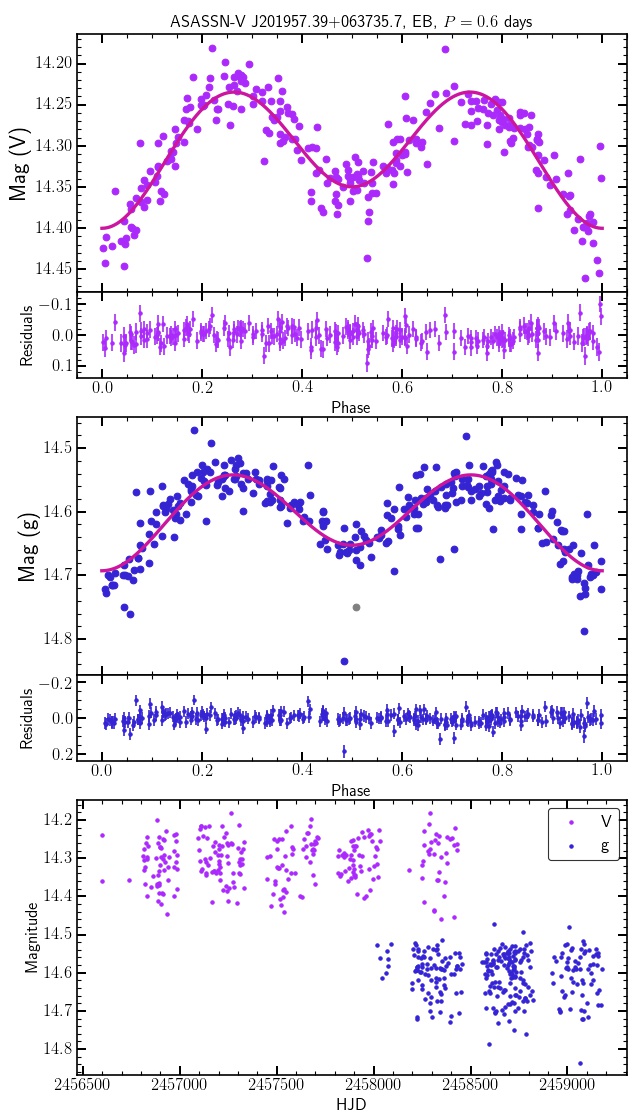 ASASSN-V J201957.39+063735.7, EB, P = 0.6 days
Mag (V)
14.20
14.25
14.30
14.35
14.40
14.45
Residuals
−0.1
0.0
0.1
0.0 0.2 0.4 0.6 0.8 1.0
Phase
Mag (g)
14.5
14.6
14.7
14.8
Residuals
−0.2
0.0
0.2
0.0 0.2 0.4 0.6 0.8 1.0
Phase
Magnitude
14.2
14.3
14.4
14.5
14.6
14.7
14.8
V
g
2456500 2457000 2457500 2458000 2458500 2459000
HJD